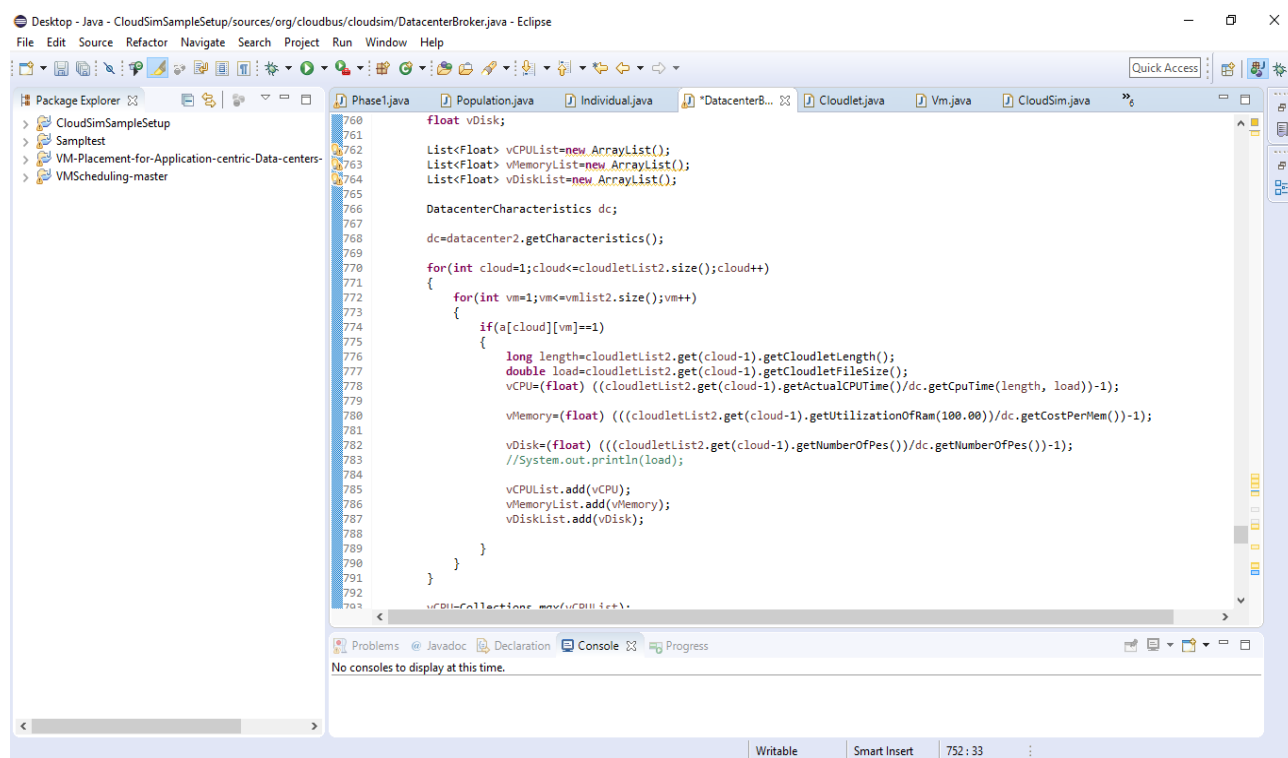 Desktop - Java - CloudSimSampleSetup/sources/org/cloudbus/cloudsim/DatacenterBroker.java - Eclipse
File Edit Source Refactor Navigate Search Project Run Window Help
Quick Access
Package Explorer
Phase1.java Population.java Individual.java *DatacenterB... Cloudlet.java Vm.java CloudSim.java »6
CloudSimSampleSetup
Sampltest
VM-Placement-for-Application-centric-Data-centers-
VMScheduling-master
760 float vDisk;
761
762 List<Float> vCPUList=new ArrayList();
763 List<Float> vMemoryList=new ArrayList();
764 List<Float> vDiskList=new ArrayList();
765
766 DatacenterCharacteristics dc;
767
768 dc=datacenter2.getCharacteristics();
769
770 for(int cloud=1;cloud<=cloudletList2.size();cloud++)
771 {
772 for(int vm=1;vm<=vmlist2.size();vm++)
773 {
774 if(a[cloud][vm]==1)
775 {
776 long length=cloudletList2.get(cloud-1).getCloudletLength();
777 double load=cloudletList2.get(cloud-1).getCloudletFileSize();
778 vCPU=(float) ((cloudletList2.get(cloud-1).getActualCPUTime()/dc.getCpuTime(length, load))-1);
779
780 vMemory=(float) (((cloudletList2.get(cloud-1).getUtilizationOfRam(100.00))/dc.getCostPerMem())-1);
781
782 vDisk=(float) (((cloudletList2.get(cloud-1).getNumberOfPes())/dc.getNumberOfPes())-1);
783 //System.out.println(load);
784
785 vCPUList.add(vCPU);
786 vMemoryList.add(vMemory);
787 vDiskList.add(vDisk);
788
789 }
790 }
791 }
792
793 vCPU=Collections.max(vCPUList);
Problems @ Javadoc Declaration Console Progress
No consoles to display at this time.
Writable Smart Insert 752 : 33